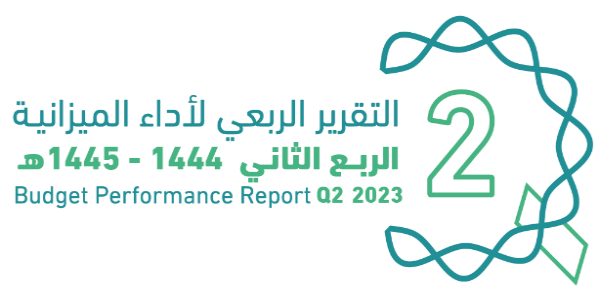 التقرير الربعي لأداء الميزانية
الربع الثاني 1444 - 1445هـ
Budget Performance Report Q2 2023
2